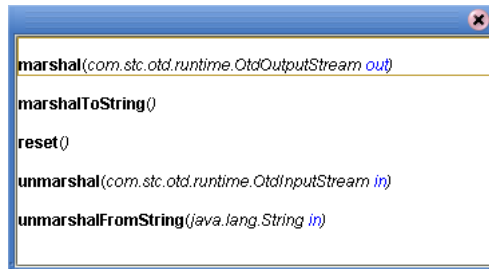 marshal(com.stc.otd.runtime.OtdOutputStream out)
marshalToString()
reset()
unmarshal(com.stc.otd.runtime.OtdInputStream in)
unmarshalFromString(java.lang.String in)